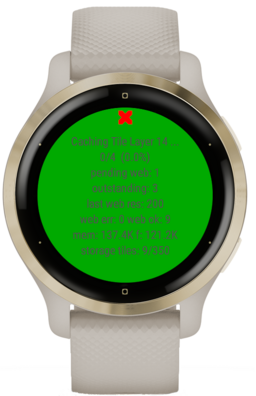 Caching Tile Layer 14 ...
0/4 (0.0%)
pending web: 1
outstanding: 0
last web res: 200
web err: 0 web ok: 9
mem: 137.4K f: 121.2K
storage tiles: 9/350